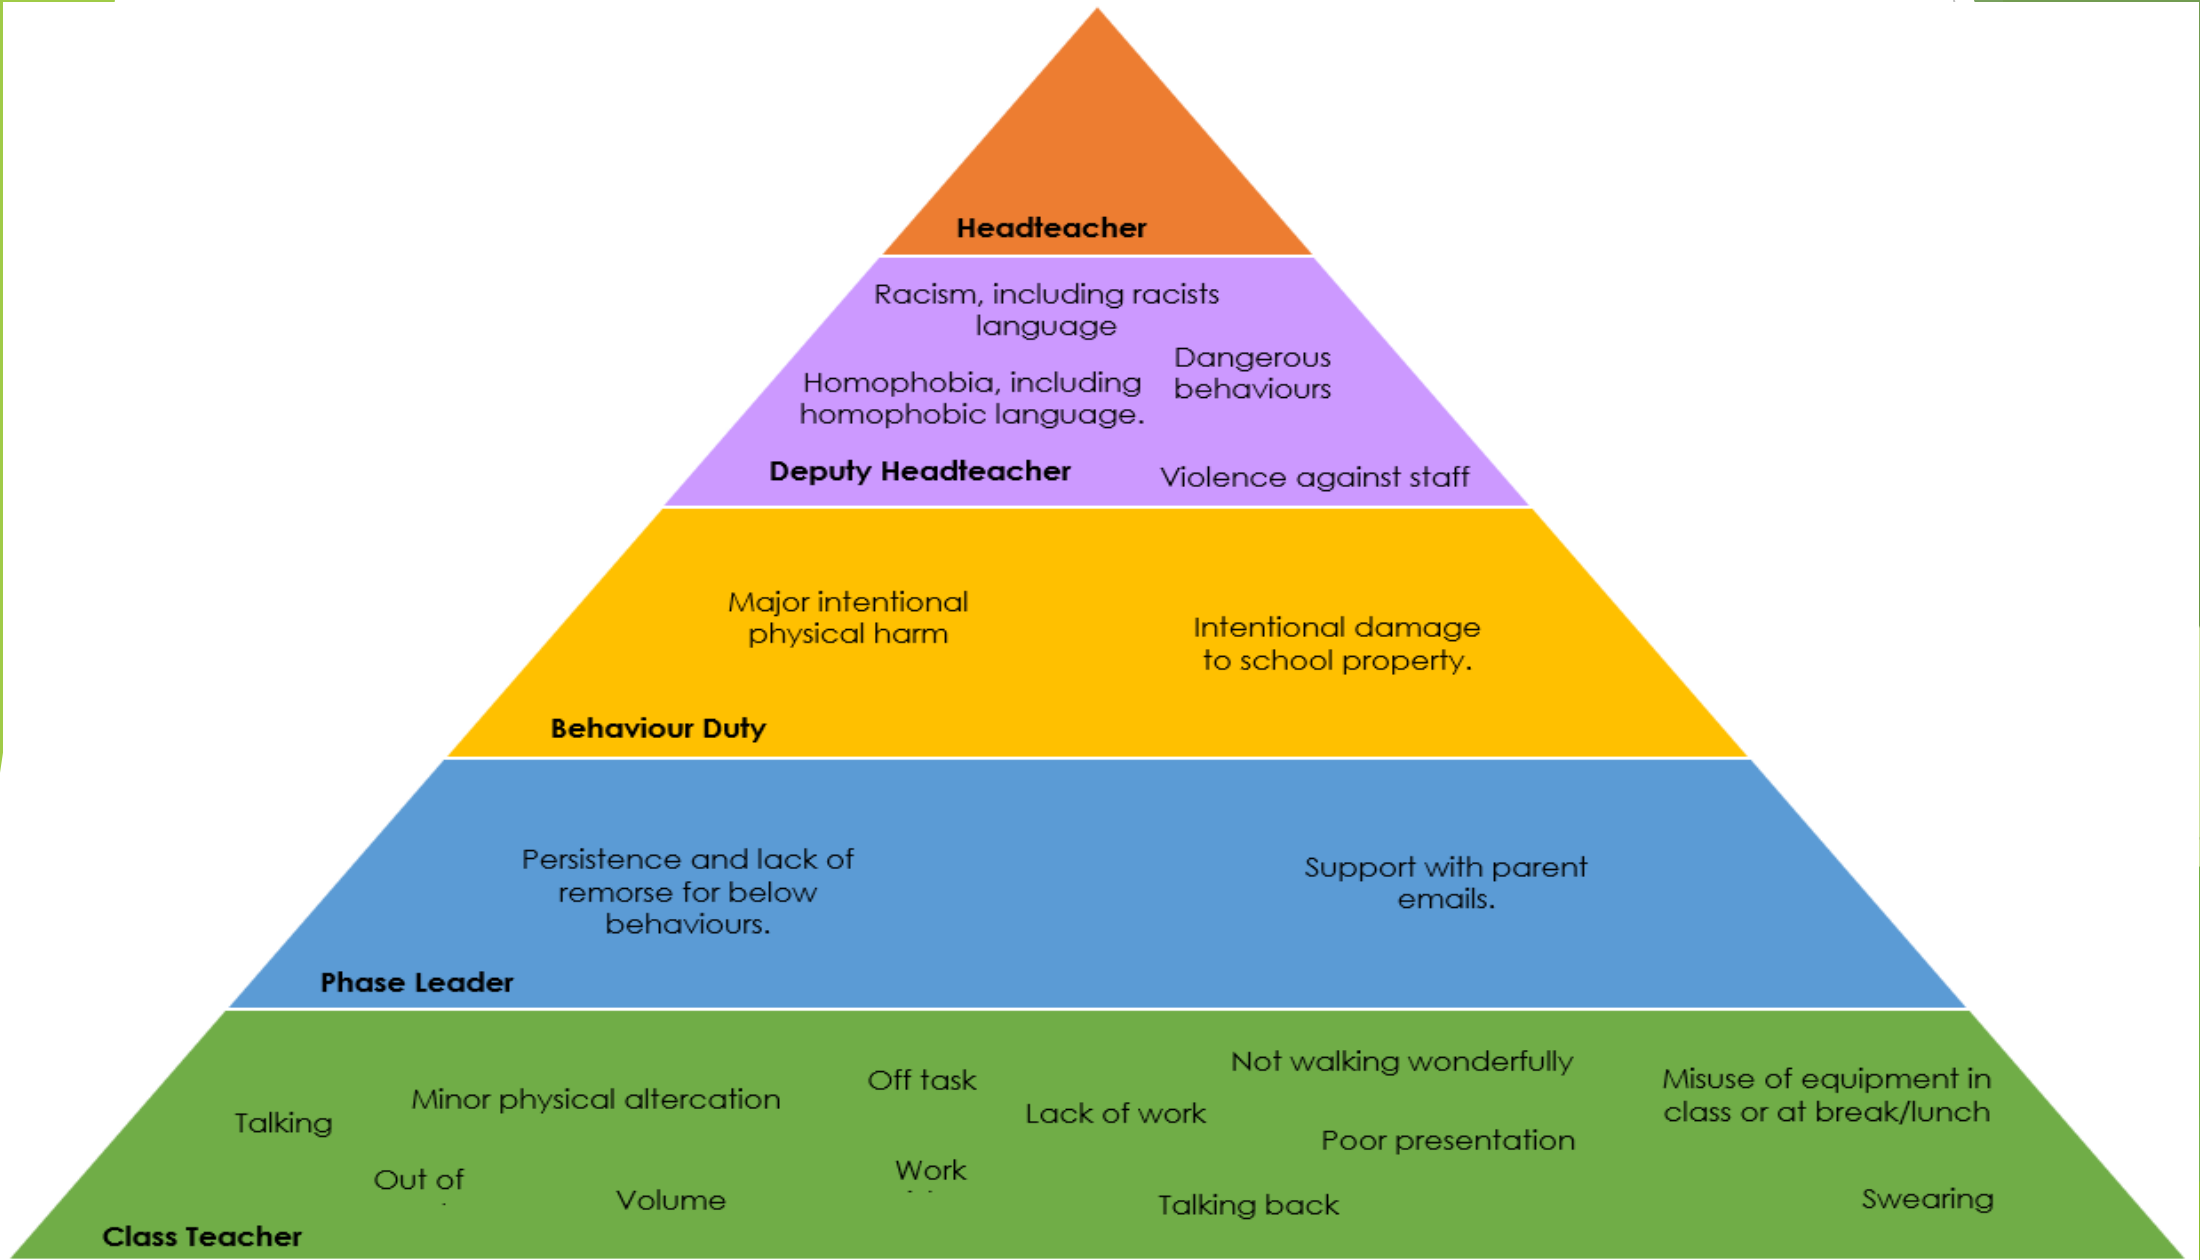 Headteacher
Racism, including racists
language
Dangerous
behaviours
Homophobia, including
homophobic language.
Deputy Headteacher
Violence against staff
Major intentional
physical harm
Intentional damage
to school property.
Behaviour Duty
Persistence and lack of
remorse for below
behaviours.
Support with parent
emails.
Phase Leader
Talking
Minor physical altercation
Off task
Lack of work
Not walking wonderfully
Poor presentation
Misuse of equipment in
class or at break/lunch
Out of
Volume
Work
Talking back
Swearing
Class Teacher